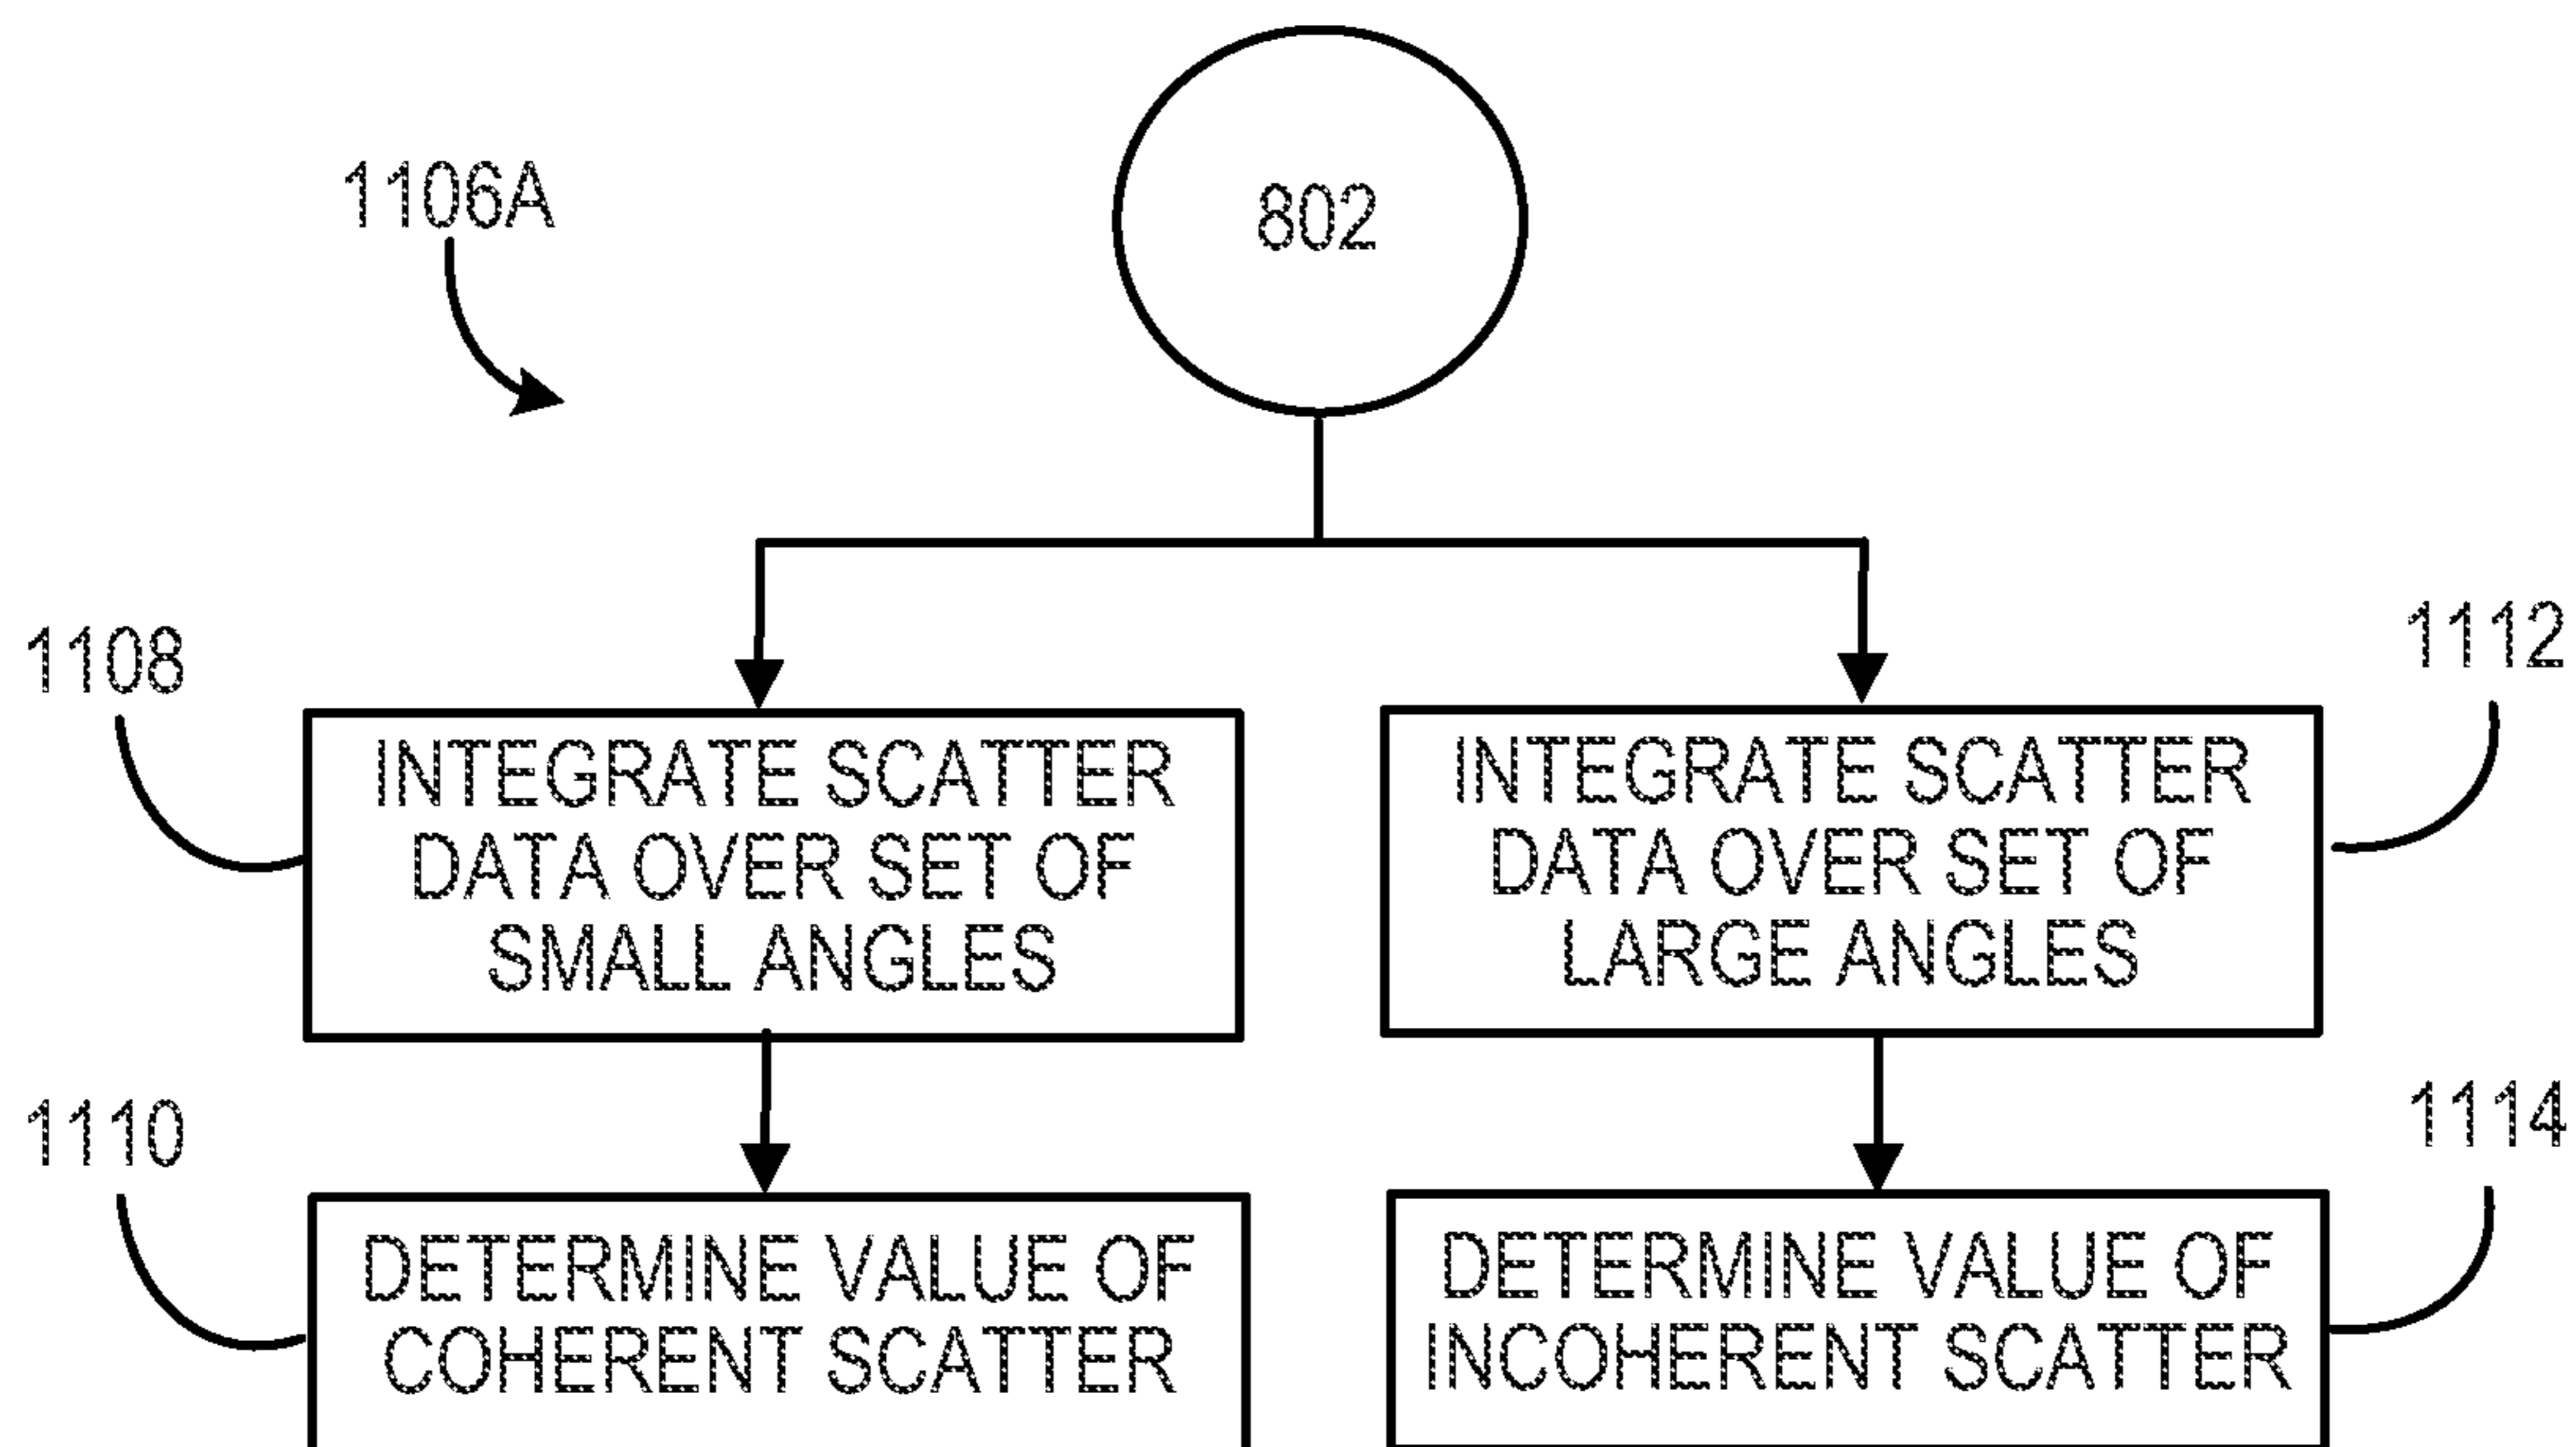 1106A
802
1108
INTEGRATE SCATTER
DATA OVER SET OF
SMALL ANGLES
1112
INTEGRATE SCATTER
DATA OVER SET OF
LARGE ANGLES
1110
DETERMINE VALUE OF
COHERENT SCATTER
1114
DETERMINE VALUE OF
INCOHERENT SCATTER